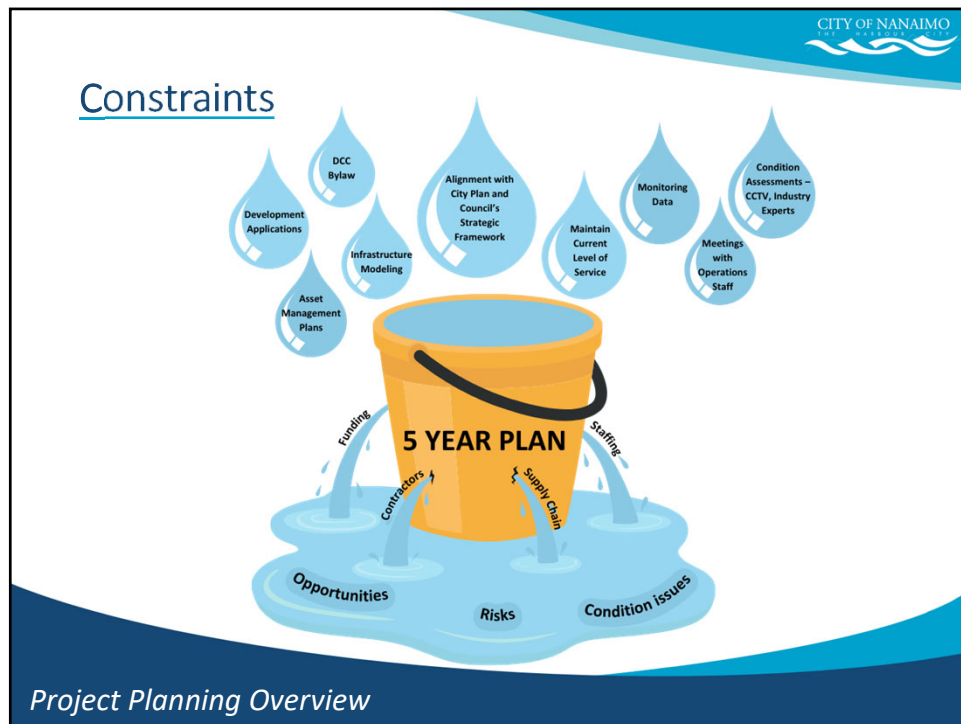 CITY OF NANAIMO
THE HARBOUR CITY
Constraints
DCC
Bylaw
Development
Applications
Alignment with
City Plan and
Council's
Strategic
Framework
Infrastructure
Modeling
Asset
Management
Plans
Maintain
Current
Level of
Service
Monitoring
Data
Condition
Assessments –
CCTV, Industry
Experts
Meetings
with
Operations
Staff
5 YEAR PLAN
Funding
Contractors
Supply Chain
Staffing
Opportunities
Risks
Condition issues
Project Planning Overview